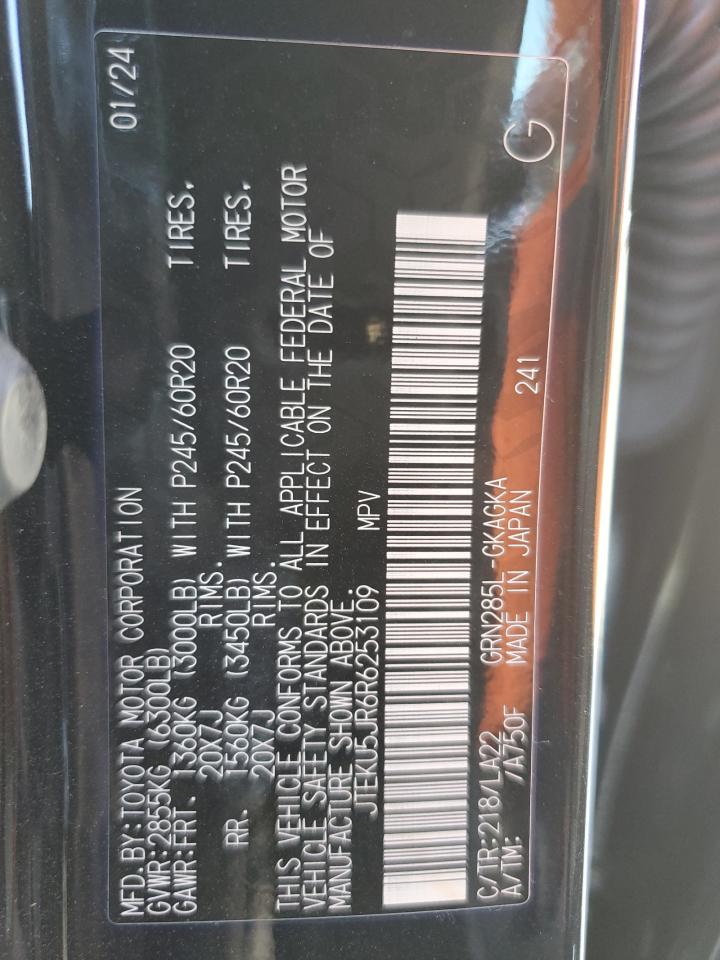 MFD.BY:TOYOTA MOTOR CORPORATION 01/24
GVWR:2855KG (6300LB)
GAWR:FRT. 1360KG (3000LB) WITH P245/60R20 TIRES.
20X7J RIMS.
RR. 1560KG (3450LB) WITH P245/60R20 TIRES.
20X7J RIMS.
THIS VEHICLE CONFORMS TO ALL APPLICABLE FEDERAL MOTOR
VEHICLE SAFETY STANDARDS IN EFFECT ON THE DATE OF
MANUFACTURE SHOWN ABOVE.
JTEKU5JR6R6253109 MPV
C/TR:218/LA22 GRN285L-GKAGKA
A/TM: /A750F MADE IN JAPAN 241 G